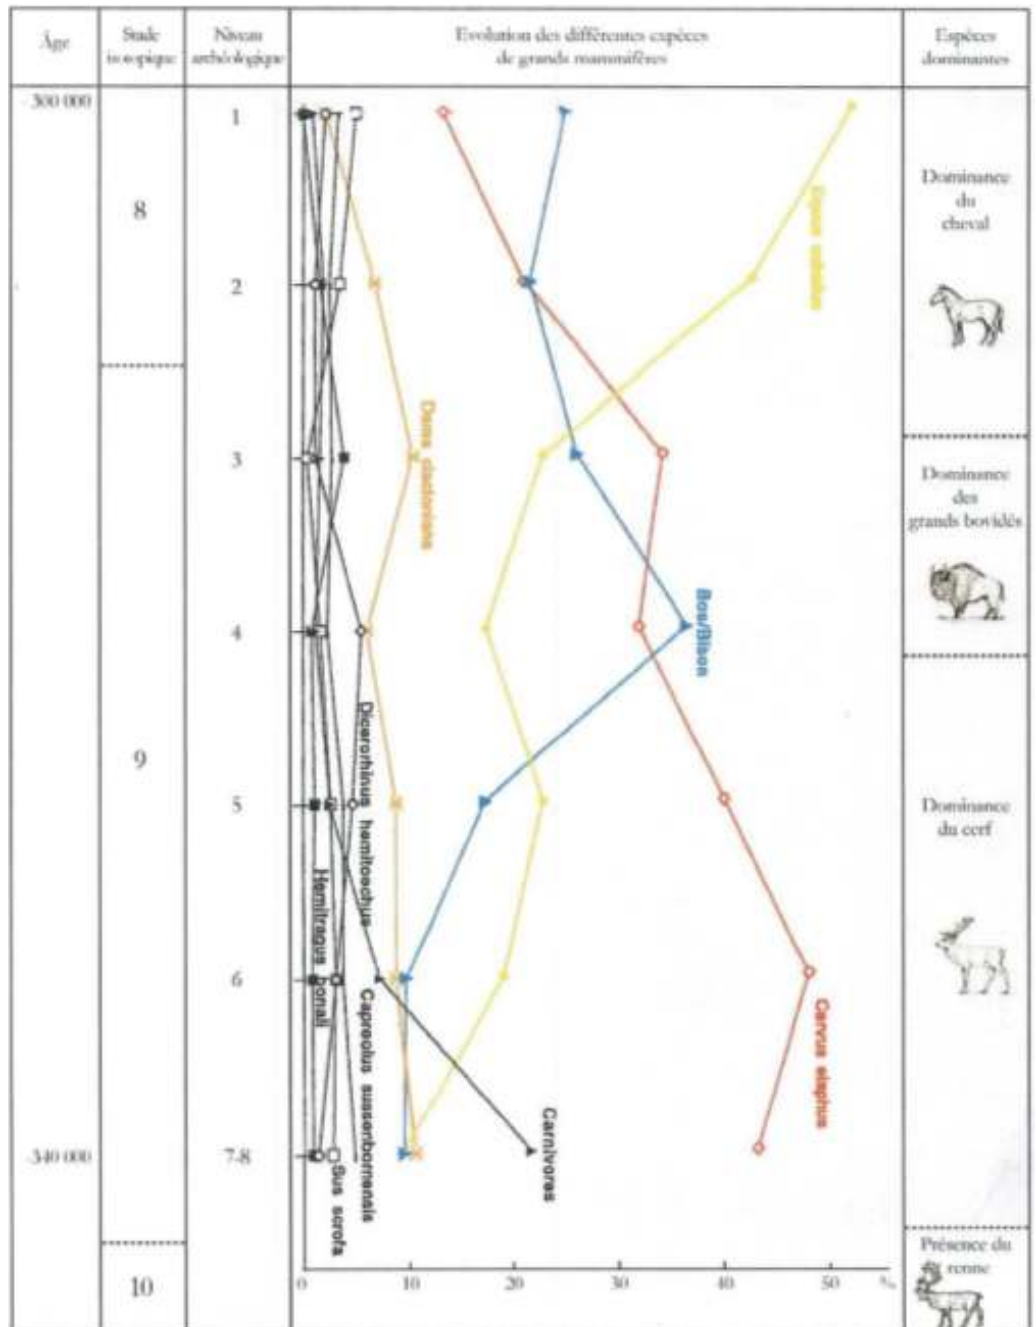 Âge
Stade
isotopique
Niveau
archéologique
Evolution des différentes espèces
de grands mammifères
Espèces
dominantes
300 000
1
8
Dominance
du
cheval
Equus caballus
2
Dama clactoniana
3
Dominance
des
grands bovidés
4
Bos/Bison
Dicerorhinus hemitoechus
9
5
Dominance
du cerf
Hemitragus bonali
6
Capreolus sussenbornensis
Cervus elaphus
Carnivores
340 000
7-8
Sus scrofa
Présence du
renne
10
0
10
20
30
40
50
%